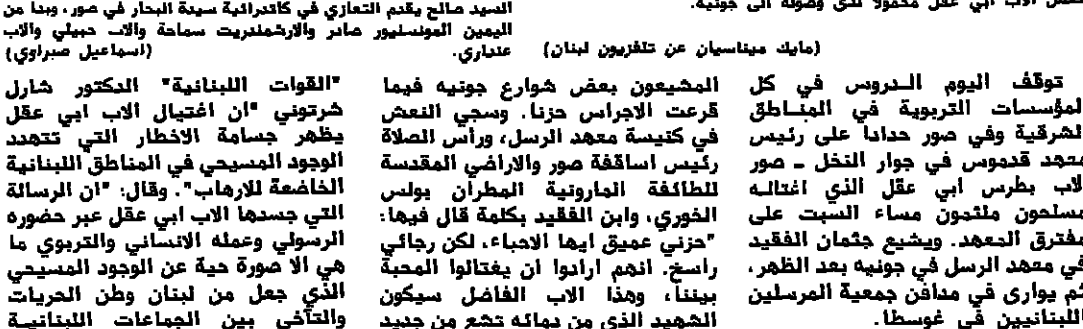 نعش الاب ابي عقل محمولا لدى وصوله الى جونيه.
(مايك ميناسيان عن تلفزيون لبنان)
السيد صالح يقدم التعازي في كاتدرائية سيدة البحار في صور، وبدا من
اليمين المونسنيور صادر والارشمندريت سماحة والاب حبيلي والاب
عنداري.
(اسماعيل صبراوي)
توقف اليوم الـدروس في كل
المؤسسات التربوية في المنـاطق
الشرقية وفي صور حدادا على رئيس
معهد قدموس في جوار النخل ـ صور
الاب بطرس ابي عقل الذي اغتالـه
مسلحون ملثمون مساء السبت على
مفترق المعهد. ويشيع جثمان الفقيد
في معهد الرسل في جونيه بعد الظهر،
ثم يوارى في مدافن جمعية المرسلين
اللبنانيين في غوسطا.
المشيعون بعض شوارع جونيه فيما
قرعت الاجراس حزنا. وسجي النعش
في كنيسة معهد الرسل، ورأس الصلاة
رئيس اساقفة صور والاراضي المقدسة
للطائفة المارونية المطران يولس
الخوري، وابن الفقيد بكلمة قال فيها:
"حزني عميق ايها الاحباء، لكن رجائي
راسخ. انهم ارادوا ان يغتالوا المحبة
بيننا، وهذا الاب الفاضل سيكون
الشهيد الذي من دمائه تشع من جديد
"القوات اللبنانية" الدكتور شارل
شرتوني "ان اغتيال الاب ابي عقل
يظهر جسامة الاخطار التي تتهدد
الوجود المسيحي في المناطق اللبنانية
الخاضعة للارهاب". وقال: "ان الرسالة
التي جسدها الاب ابي عقل عبر حضوره
الرسولي وعمله الانساني والتربوي ما
هي الا صورة حية عن الوجود المسيحي
الذي جعل من لبنان وطن الحريات
والتآخي بين الجماعات اللبنانيـة